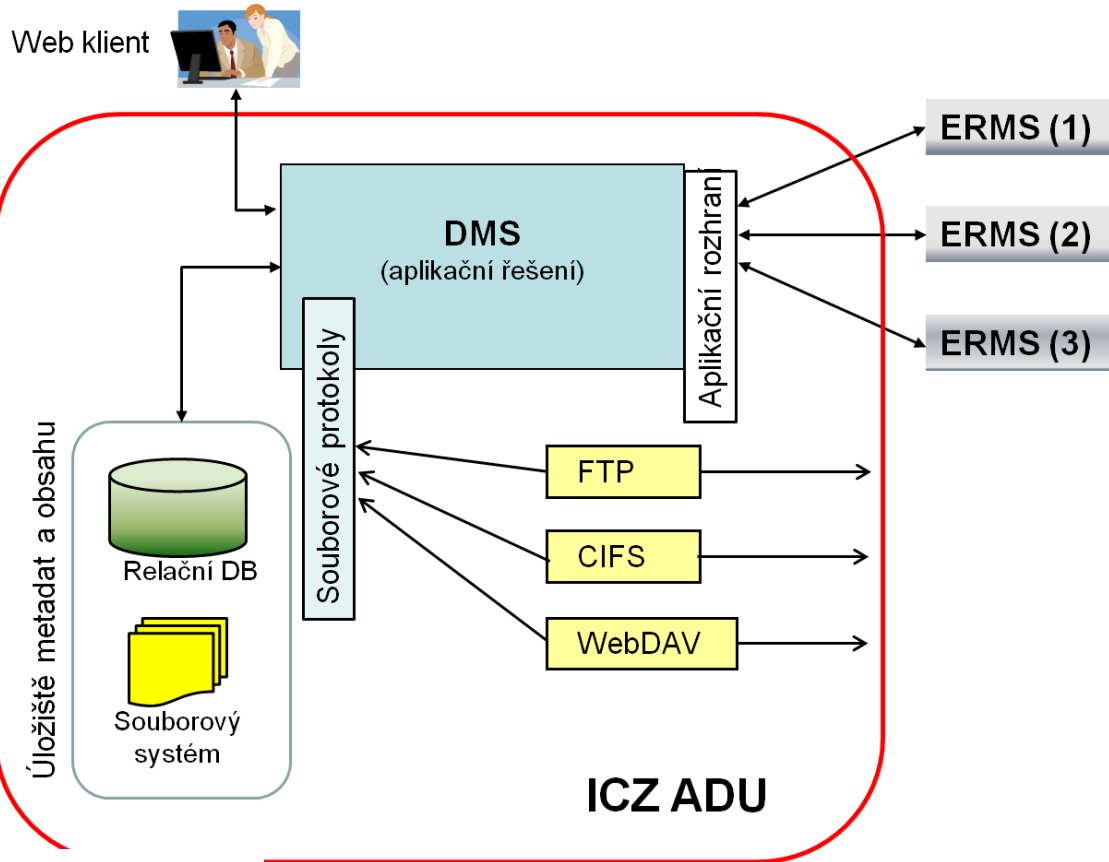 Web klient
ERMS (1)
DMS
(aplikační řešení)
Aplikační rozhraní
ERMS (2)
ERMS (3)
Souborové protokoly
Úložiště metadat a obsahu
Relační DB
Souborový
systém
FTP
CIFS
WebDAV
ICZ ADU